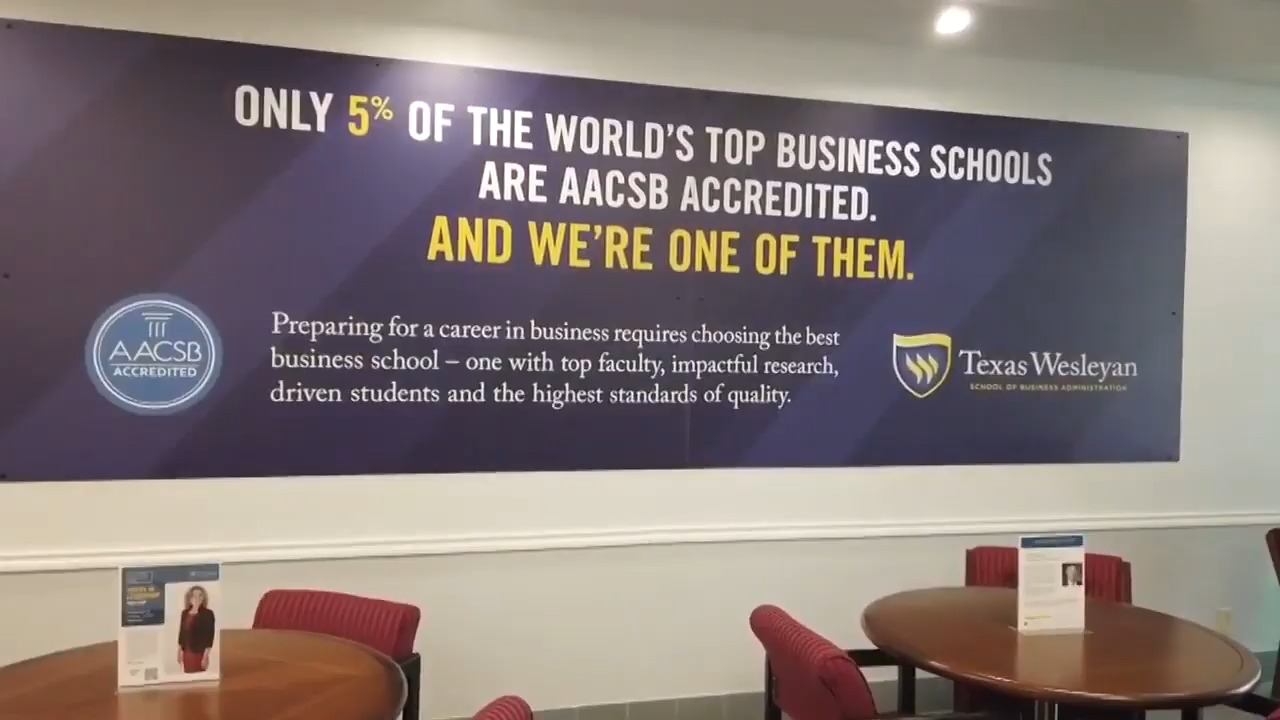 ONLY 5% OF THE WORLD'S TOP BUSINESS SCHOOLS
ARE AACSB ACCREDITED.
AND WE'RE ONE OF THEM.
AACSB
ACCREDITED
Preparing for a career in business requires choosing the best
business school – one with top faculty, impactful research,
driven students and the highest standards of quality.
Texas Wesleyan
SCHOOL OF BUSINESS ADMINISTRATION